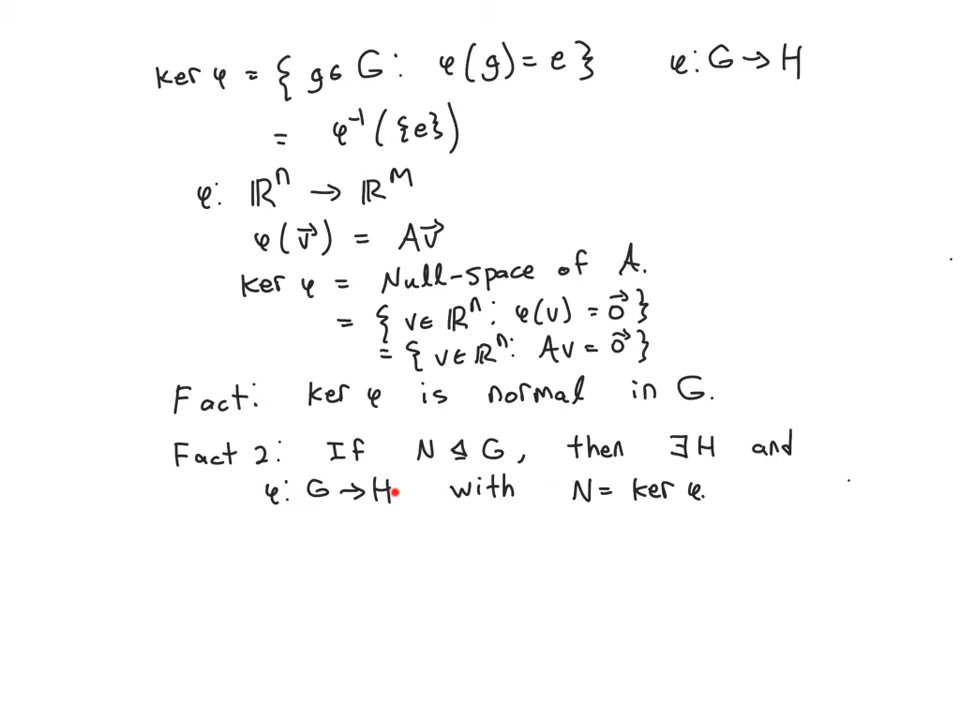 ker φ = { g ∈ G : φ(g) = e } φ: G → H
= φ⁻¹({e})
φ: ℝⁿ → ℝᵐ
φ(v⃗) = Av⃗
ker φ = Null-space of A.
= { v ∈ ℝⁿ : φ(v) = 0⃗ }
= { v ∈ ℝⁿ : Av = 0⃗ }
Fact: ker φ is normal in G.
Fact 2: If N ⊴ G, then ∃ H and
φ: G → H with N = ker φ.